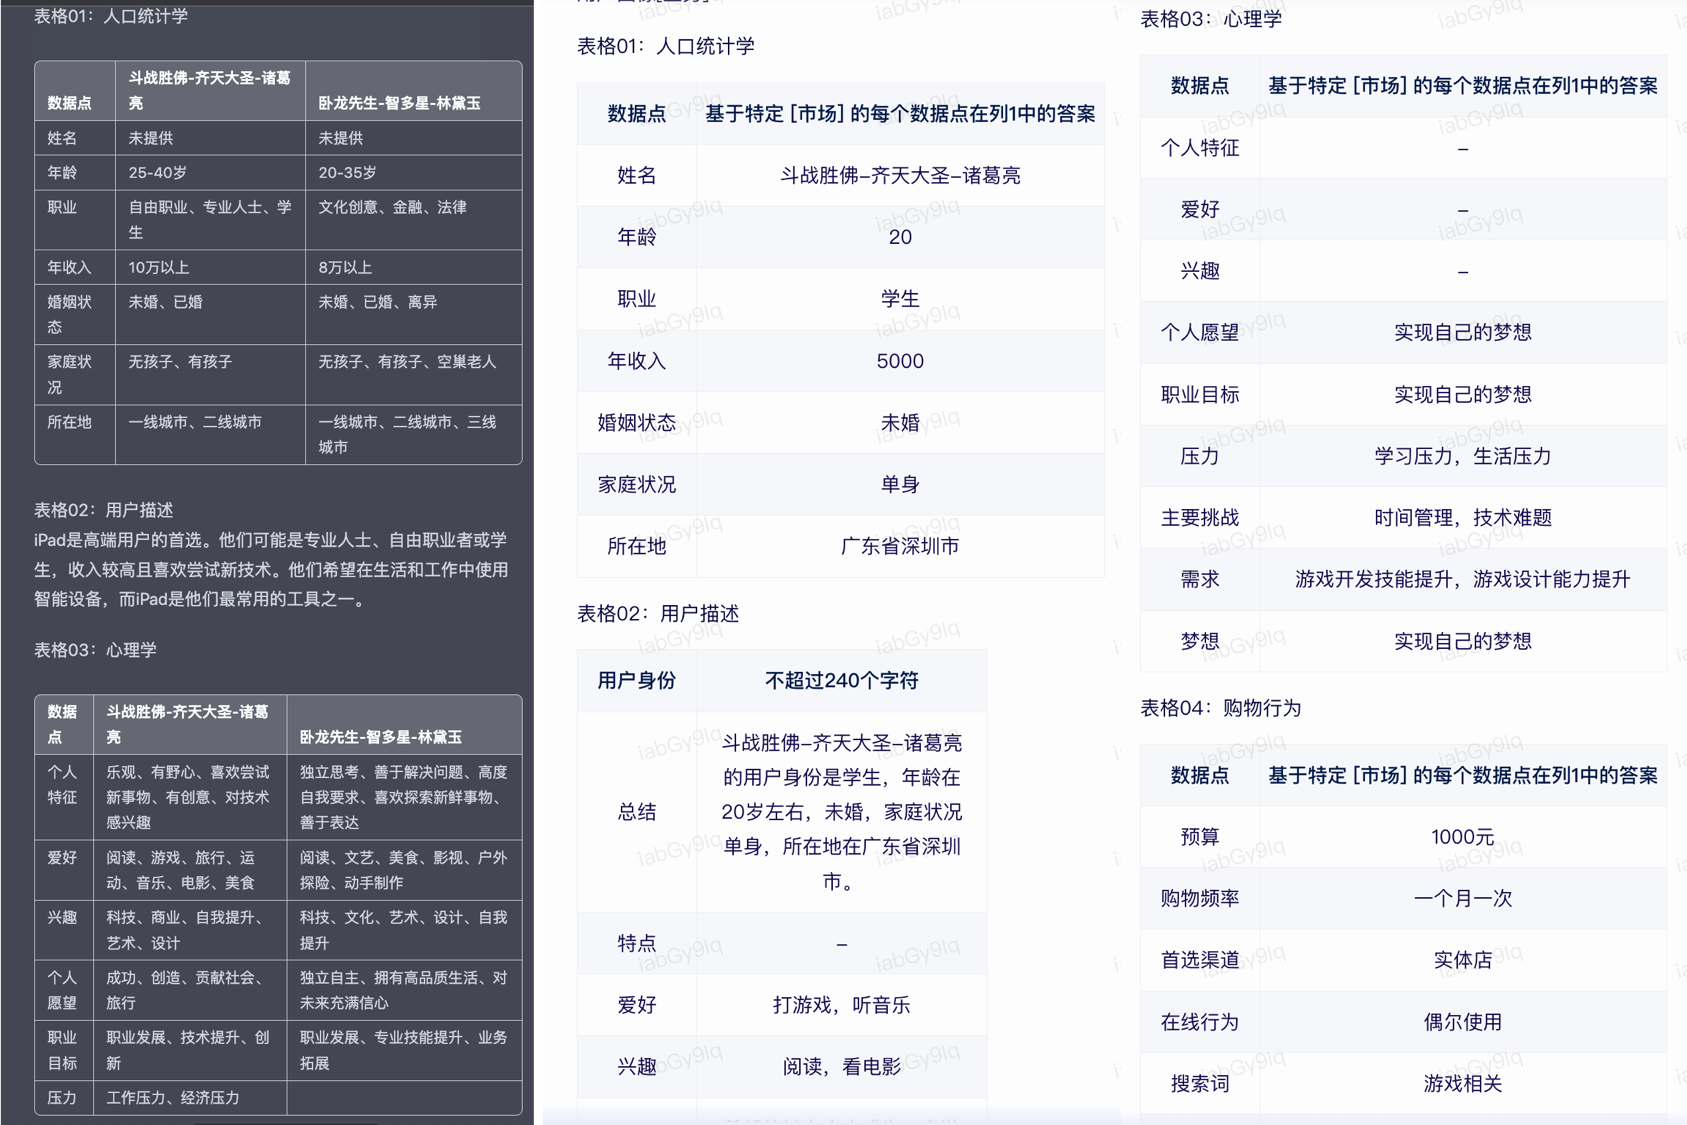 表格01：人口统计学
数据点
斗战胜佛-齐天大圣-诸葛
亮
卧龙先生-智多星-林黛玉
姓名
未提供
未提供
年龄
25-40岁
20-35岁
职业
自由职业、专业人士、学
生
文化创意、金融、法律
年收入
10万以上
8万以上
婚姻状
态
未婚、已婚
未婚、已婚、离异
家庭状
况
无孩子、有孩子
无孩子、有孩子、空巢老人
所在地
一线城市、二线城市
一线城市、二线城市、三线
城市
表格02：用户描述
iPad是高端用户的首选。他们可能是专业人士、自由职业者或学
生，收入较高且喜欢尝试新技术。他们希望在生活和工作中使用
智能设备，而iPad是他们最常用的工具之一。
表格03：心理学
数据
点
斗战胜佛-齐天大圣-诸葛
亮
卧龙先生-智多星-林黛玉
个人
特征
乐观、有野心、喜欢尝试
新事物、有创意、对技术
感兴趣
独立思考、善于解决问题、高度
自我要求、喜欢探索新鲜事物、
善于表达
爱好
阅读、游戏、旅行、运
动、音乐、电影、美食
阅读、文艺、美食、影视、户外
探险、动手制作
兴趣
科技、商业、自我提升、
艺术、设计
科技、文化、艺术、设计、自我
提升
个人
愿望
成功、创造、贡献社会、
旅行
独立自主、拥有高品质生活、对
未来充满信心
职业
目标
职业发展、技术提升、创
新
职业发展、专业技能提升、业务
拓展
压力
工作压力、经济压力
表格01：人口统计学
数据点
基于特定 [市场] 的每个数据点在列1中的答案
姓名
斗战胜佛–齐天大圣–诸葛亮
年龄
20
职业
学生
年收入
5000
婚姻状态
未婚
家庭状况
单身
所在地
广东省深圳市
表格02：用户描述
用户身份
不超过240个字符
总结
斗战胜佛–齐天大圣–诸葛亮
的用户身份是学生，年龄在
20岁左右，未婚，家庭状况
单身，所在地在广东省深圳
市。
特点
–
爱好
打游戏，听音乐
兴趣
阅读，看电影
表格03：心理学
数据点
基于特定 [市场] 的每个数据点在列1中的答案
个人特征
–
爱好
–
兴趣
–
个人愿望
实现自己的梦想
职业目标
实现自己的梦想
压力
学习压力，生活压力
主要挑战
时间管理，技术难题
需求
游戏开发技能提升，游戏设计能力提升
梦想
实现自己的梦想
表格04：购物行为
数据点
基于特定 [市场] 的每个数据点在列1中的答案
预算
1000元
购物频率
一个月一次
首选渠道
实体店
在线行为
偶尔使用
搜索词
游戏相关